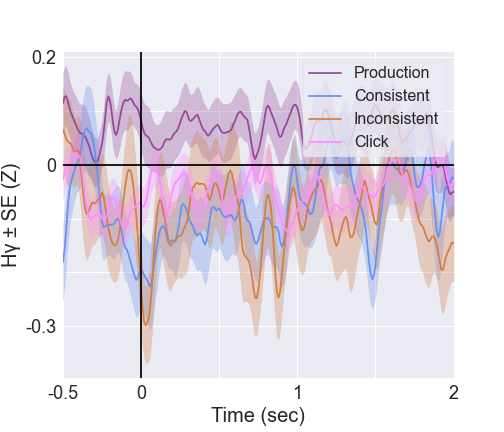 0.2
Production
Consistent
Inconsistent
Click
0
Hγ ± SE (Z)
-0.3
-0.5
0
1
2
Time (sec)